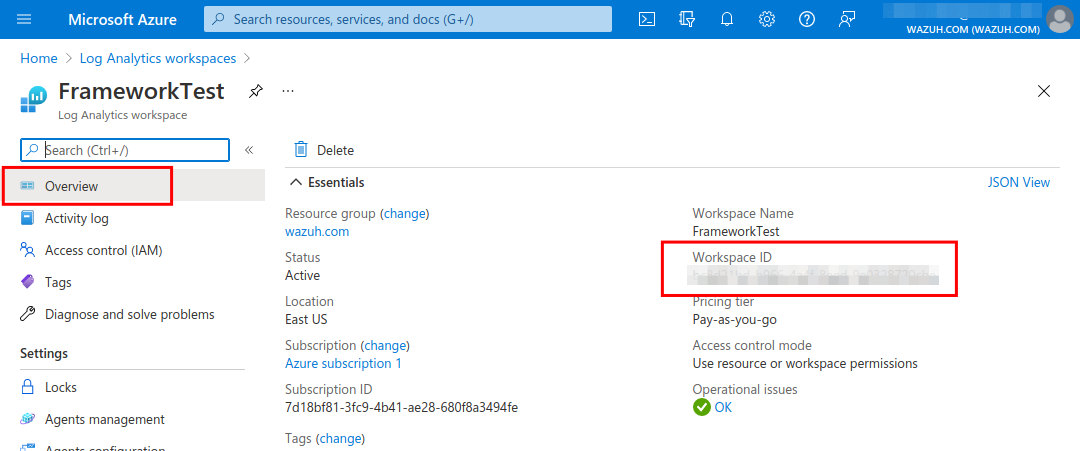 Microsoft Azure
Search resources, services, and docs (G+/)
WAZUH.COM (WAZUH.COM)
Home > Log Analytics workspaces >
FrameworkTest
Log Analytics workspace
Search (Ctrl+/)
Overview
Activity log
Access control (IAM)
Tags
Diagnose and solve problems
Settings
Locks
Agents management
Agents configuration
Delete
Essentials
JSON View
Resource group (change)
wazuh.com
Status
Active
Location
East US
Subscription (change)
Azure subscription 1
Subscription ID
7d18bf81-3fc9-4b41-ae28-680f8a3494fe
Tags (change)
Workspace Name
FrameworkTest
Workspace ID
Pricing tier
Pay-as-you-go
Access control mode
Use resource or workspace permissions
Operational issues
OK